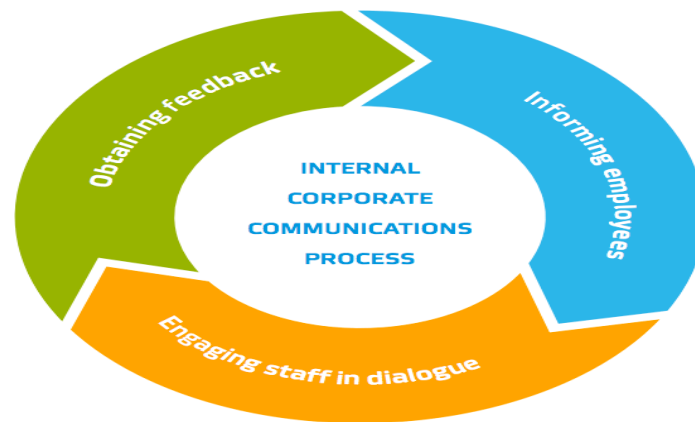 Obtaining feedback
Informing employees
INTERNAL
CORPORATE
COMMUNICATIONS
PROCESS
Engaging staff in dialogue